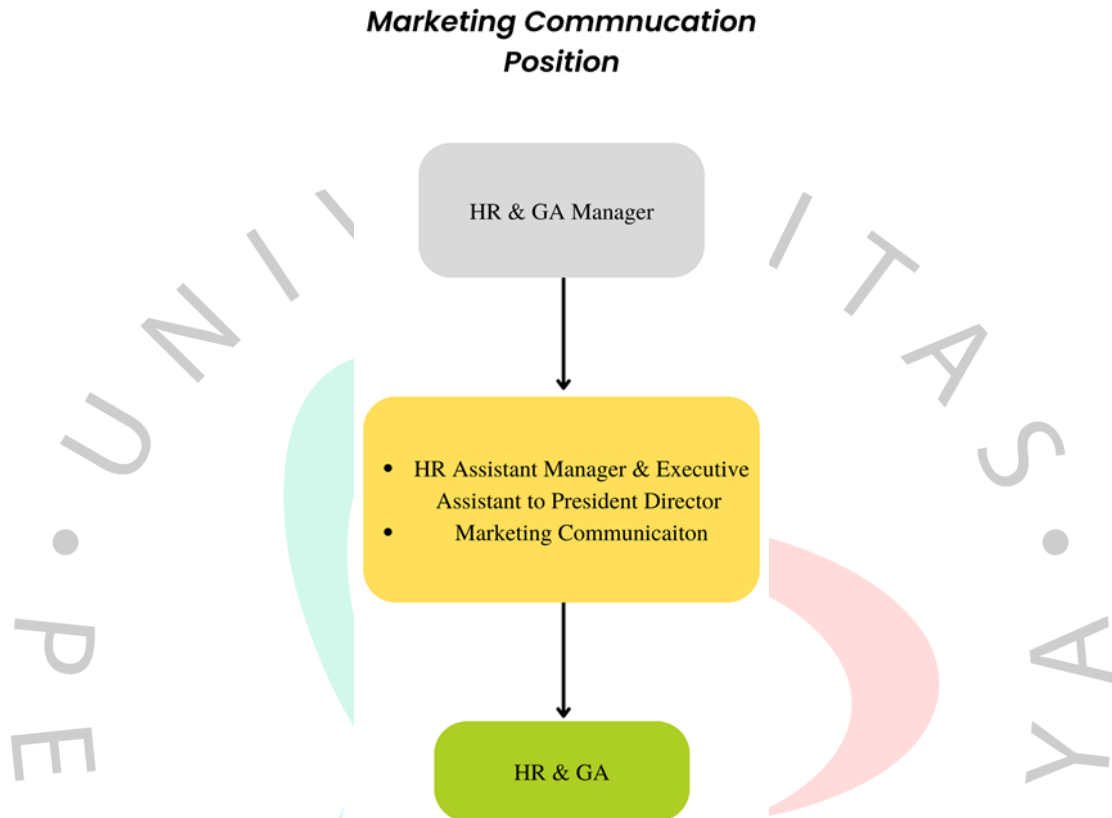 Marketing Commnucation
Position
HR & GA Manager
• HR Assistant Manager & Executive
Assistant to President Director
• Marketing Communicaiton
HR & GA
U N I I T A S
P E
Y A